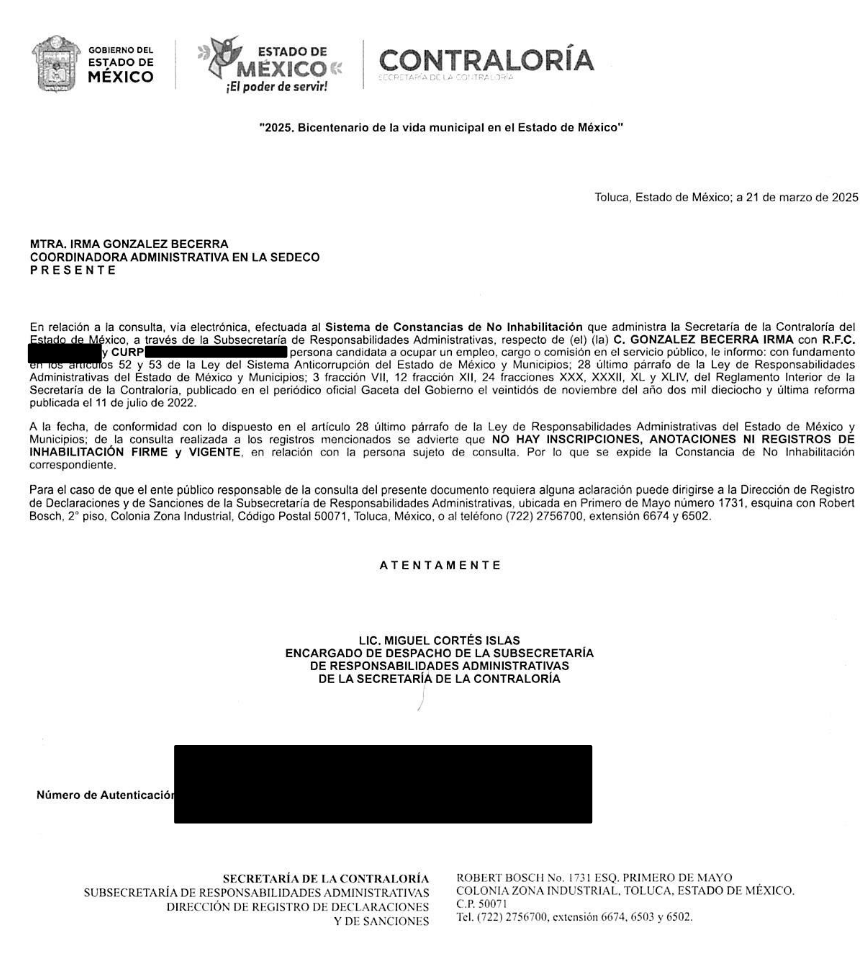 GOBIERNO DEL
ESTADO DE
MÉXICO
ESTADO DE
MÉXICO
¡El poder de servir!
CONTRALORÍA
SECRETARÍA DE LA CONTRALORÍA
"2025. Bicentenario de la vida municipal en el Estado de México"
Toluca, Estado de México; a 21 de marzo de 2025
MTRA. IRMA GONZALEZ BECERRA
COORDINADORA ADMINISTRATIVA EN LA SEDECO
P R E S E N T E
En relación a la consulta, vía electrónica, efectuada al Sistema de Constancias de No Inhabilitación que administra la Secretaría de la Contraloría del
Estado de México, a través de la Subsecretaría de Responsabilidades Administrativas, respecto de (el) (la) C. GONZALEZ BECERRA IRMA con R.F.C.
y CURP persona candidata a ocupar un empleo, cargo o comisión en el servicio público, le informo: con fundamento
en los artículos 52 y 53 de la Ley del Sistema Anticorrupción del Estado de México y Municipios; 28 último párrafo de la Ley de Responsabilidades
Administrativas del Estado de México y Municipios; 3 fracción VII, 12 fracción XII, 24 fracciones XXX, XXXII, XL y XLIV, del Reglamento Interior de la
Secretaría de la Contraloría, publicado en el periódico oficial Gaceta del Gobierno el veintidós de noviembre del año dos mil dieciocho y última reforma
publicada el 11 de julio de 2022.
A la fecha, de conformidad con lo dispuesto en el artículo 28 último párrafo de la Ley de Responsabilidades Administrativas del Estado de México y
Municipios; de la consulta realizada a los registros mencionados se advierte que NO HAY INSCRIPCIONES, ANOTACIONES NI REGISTROS DE
INHABILITACIÓN FIRME y VIGENTE, en relación con la persona sujeto de consulta. Por lo que se expide la Constancia de No Inhabilitación
correspondiente.
Para el caso de que el ente público responsable de la consulta del presente documento requiera alguna aclaración puede dirigirse a la Dirección de Registro
de Declaraciones y de Sanciones de la Subsecretaría de Responsabilidades Administrativas, ubicada en Primero de Mayo número 1731, esquina con Robert
Bosch, 2° piso, Colonia Zona Industrial, Código Postal 50071, Toluca, México, o al teléfono (722) 2756700, extensión 6674 y 6502.
A T E N T A M E N T E
LIC. MIGUEL CORTÉS ISLAS
ENCARGADO DE DESPACHO DE LA SUBSECRETARÍA
DE RESPONSABILIDADES ADMINISTRATIVAS
DE LA SECRETARÍA DE LA CONTRALORÍA
Número de Autenticación
SECRETARÍA DE LA CONTRALORÍA
SUBSECRETARÍA DE RESPONSABILIDADES ADMINISTRATIVAS
DIRECCIÓN DE REGISTRO DE DECLARACIONES
Y DE SANCIONES
ROBERT BOSCH No. 1731 ESQ. PRIMERO DE MAYO
COLONIA ZONA INDUSTRIAL, TOLUCA, ESTADO DE MÉXICO.
C.P. 50071
Tel. (722) 2756700, extensión 6674, 6503 y 6502.